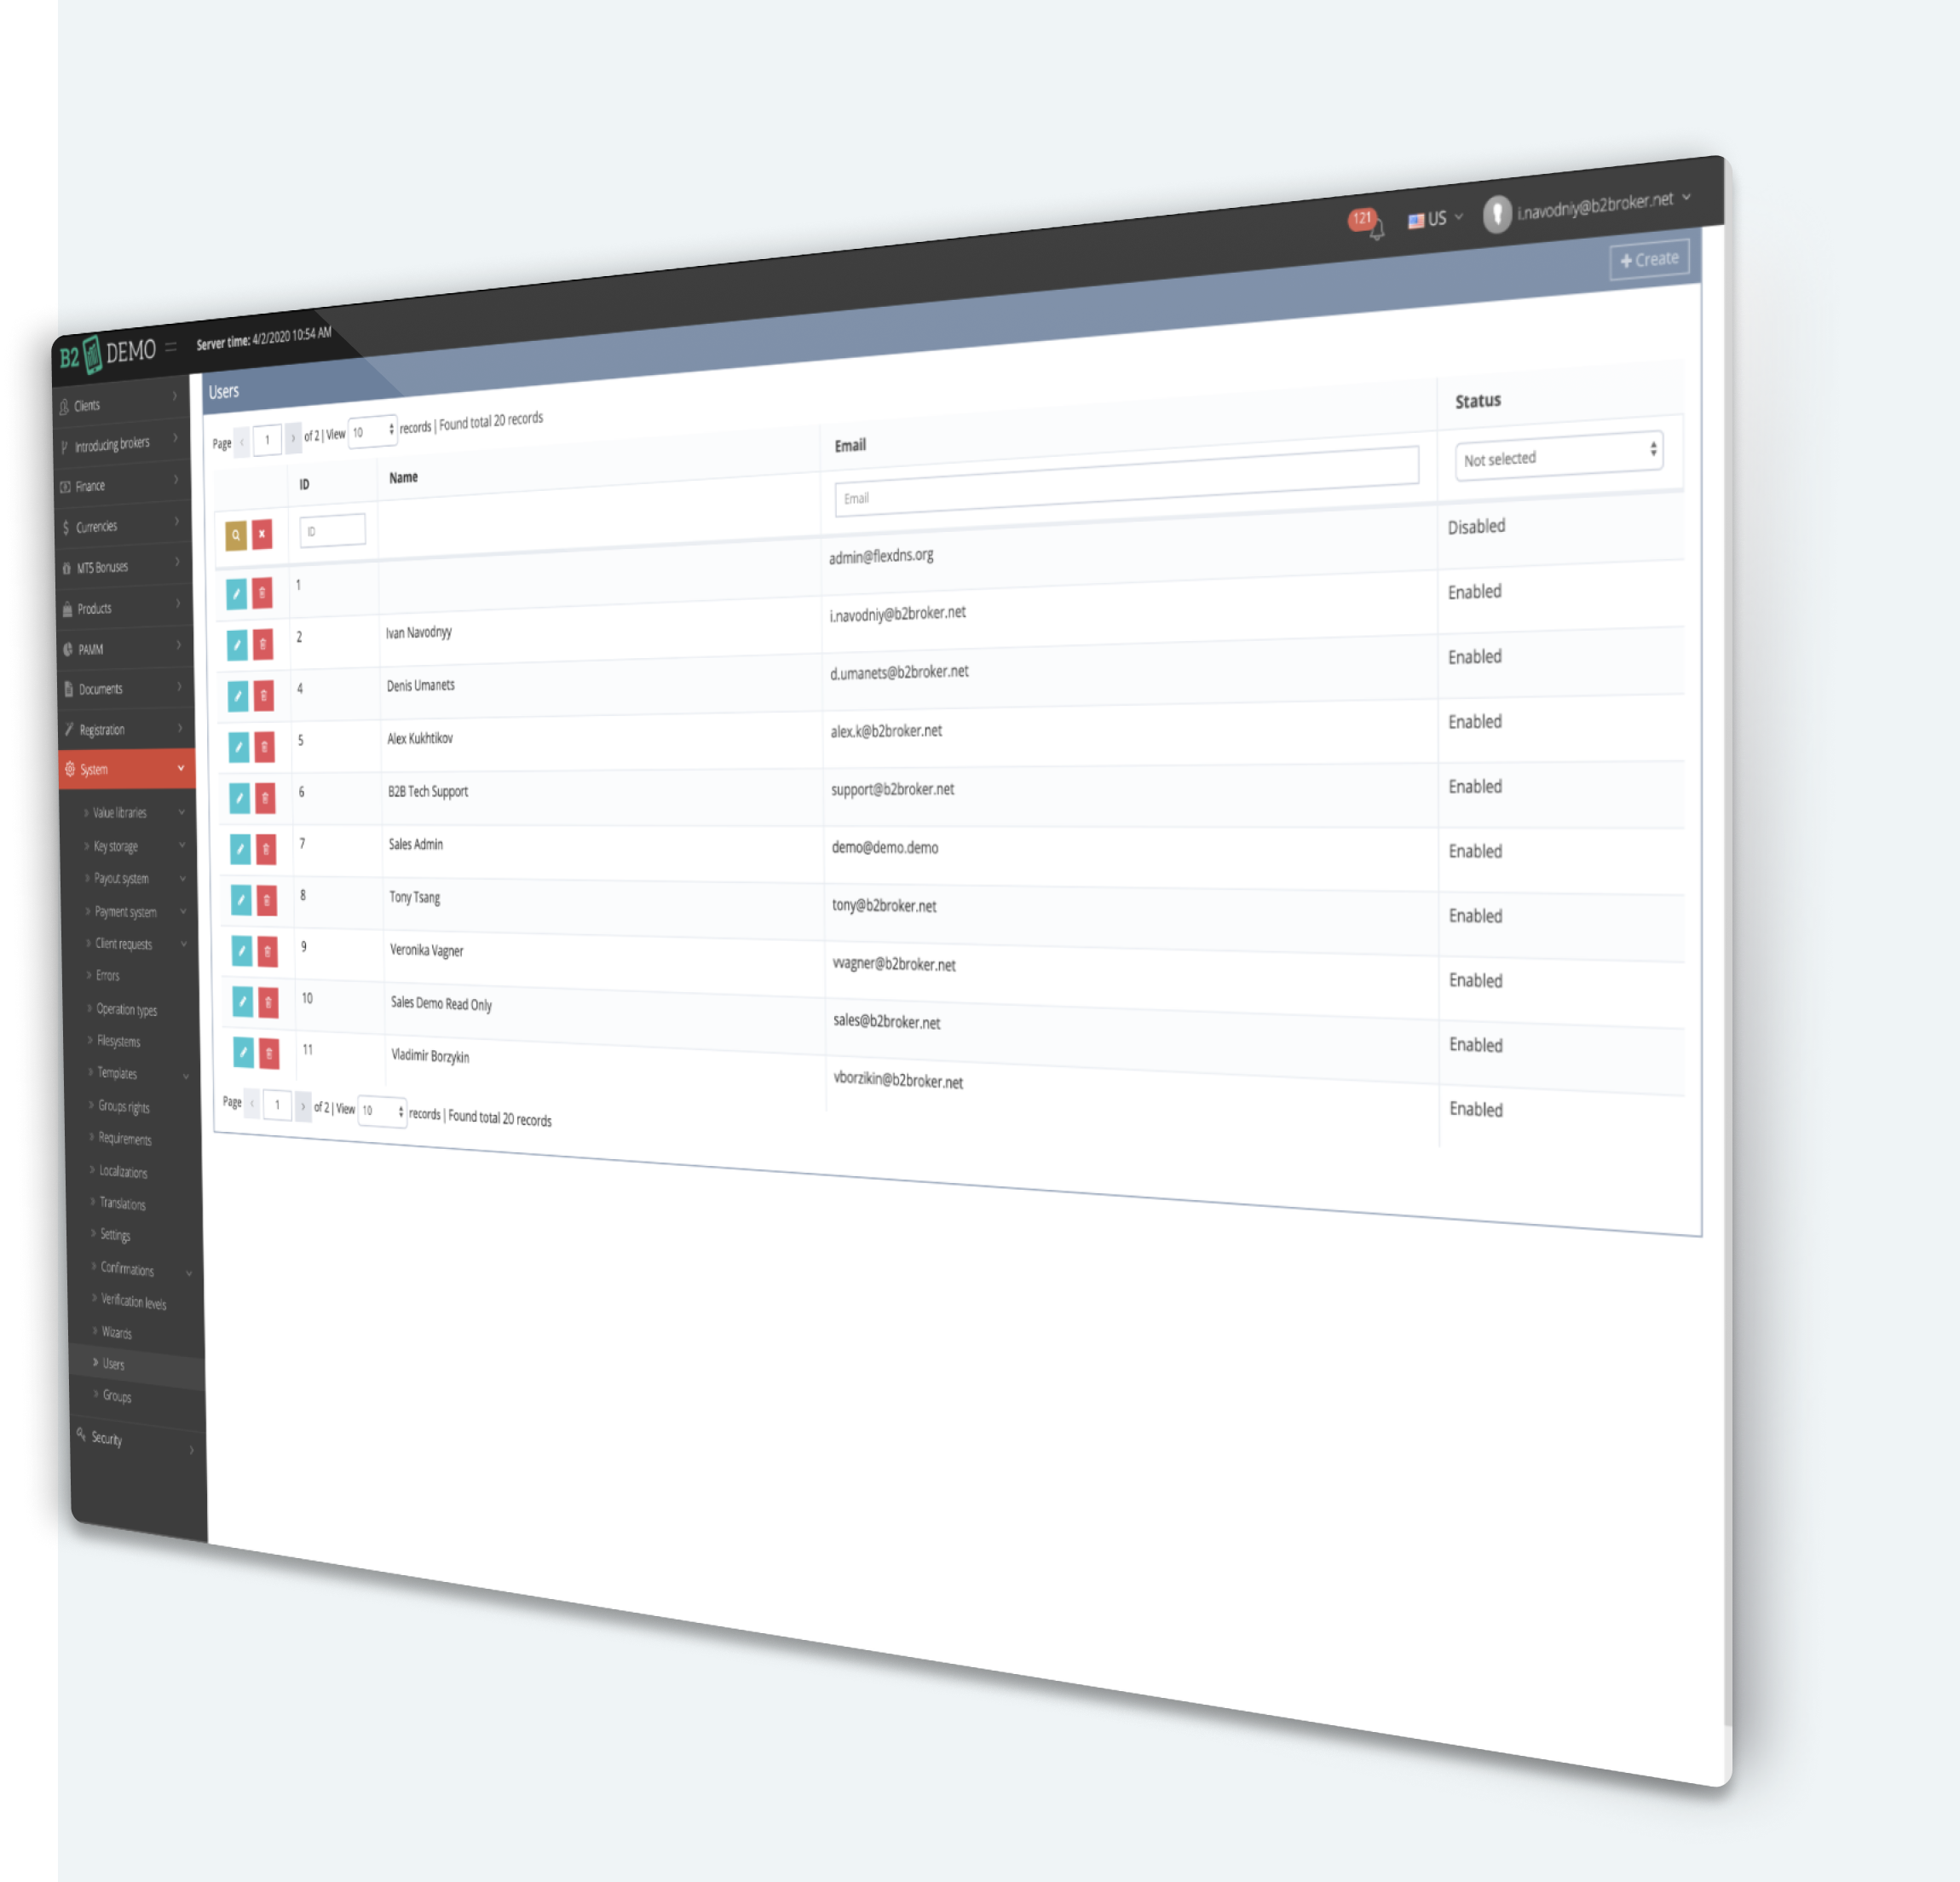 121 US i.navodniy@b2broker.net
B2 DEMO Server time: 4/2/2020 10:54 AM
+ Create
Users
Clients
Introducing brokers
Finance
$ Currencies
MT5 Bonuses
Products
PAMM
Documents
Registration
System
» Value libraries
» Key storage
» Payout system
» Payment system
» Client requests
» Errors
» Operation types
» Filesystems
» Templates
» Groups rights
» Requirements
» Localizations
» Translations
» Settings
» Confirmations
» Verification levels
» Wizards
» Users
» Groups
Security
Page < 1 > of 2 | View 10 records | Found total 20 records
ID Name Email Status
ID Email Not selected
1 admin@flexdns.org Disabled
2 Ivan Navodnyy i.navodniy@b2broker.net Enabled
4 Denis Umanets d.umanets@b2broker.net Enabled
5 Alex Kukhtikov alex.k@b2broker.net Enabled
6 B2B Tech Support support@b2broker.net Enabled
7 Sales Admin demo@demo.demo Enabled
8 Tony Tsang tony@b2broker.net Enabled
9 Veronika Vagner vvagner@b2broker.net Enabled
10 Sales Demo Read Only sales@b2broker.net Enabled
11 Vladimir Borzykin vborzikin@b2broker.net Enabled
Page < 1 > of 2 | View 10 records | Found total 20 records